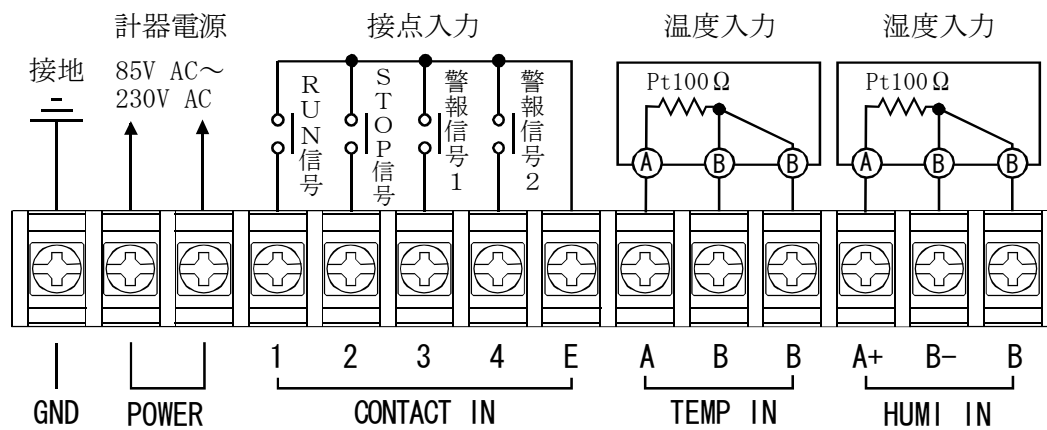 計器電源
接点入力
温度入力
湿度入力
接地
85V AC～
230V AC
RUN信号
STOP信号
警報信号1
警報信号2
Pt100Ω
Pt100Ω
A
B
B
A
B
B
1
2
3
4
E
A
B
B
A+
B-
B
GND
POWER
CONTACT IN
TEMP IN
HUMI IN